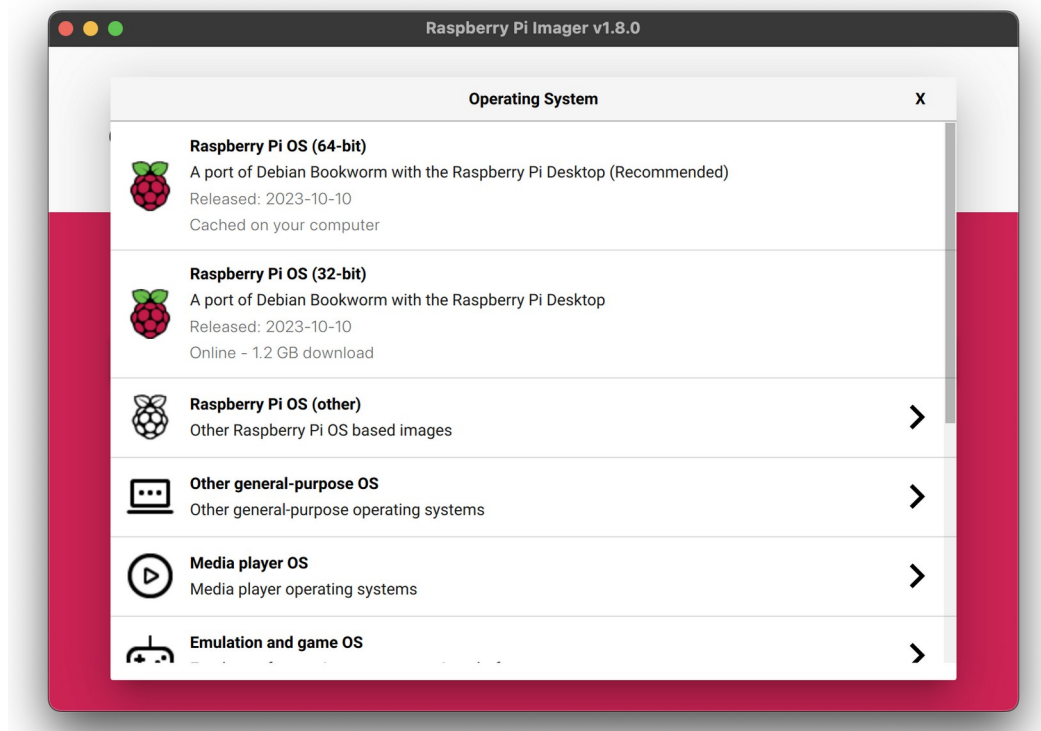 Raspberry Pi Imager v1.8.0
Operating System
X
Raspberry Pi OS (64-bit)
A port of Debian Bookworm with the Raspberry Pi Desktop (Recommended)
Released: 2023-10-10
Cached on your computer
Raspberry Pi OS (32-bit)
A port of Debian Bookworm with the Raspberry Pi Desktop
Released: 2023-10-10
Online - 1.2 GB download
Raspberry Pi OS (other)
Other Raspberry Pi OS based images
Other general-purpose OS
Other general-purpose operating systems
Media player OS
Media player operating systems
Emulation and game OS